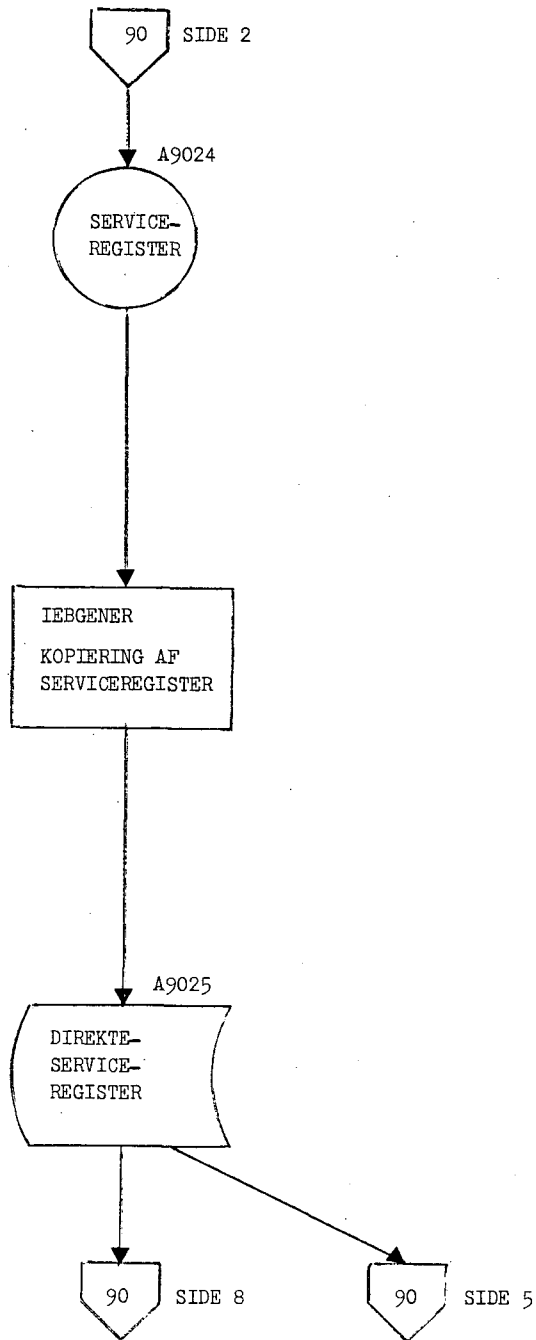 90 SIDE 2
A9024
SERVICE-
REGISTER
IEBGENER
KOPIERING AF
SERVICEREGISTER
A9025
DIREKTE-
SERVICE-
REGISTER
90 SIDE 8
90 SIDE 5